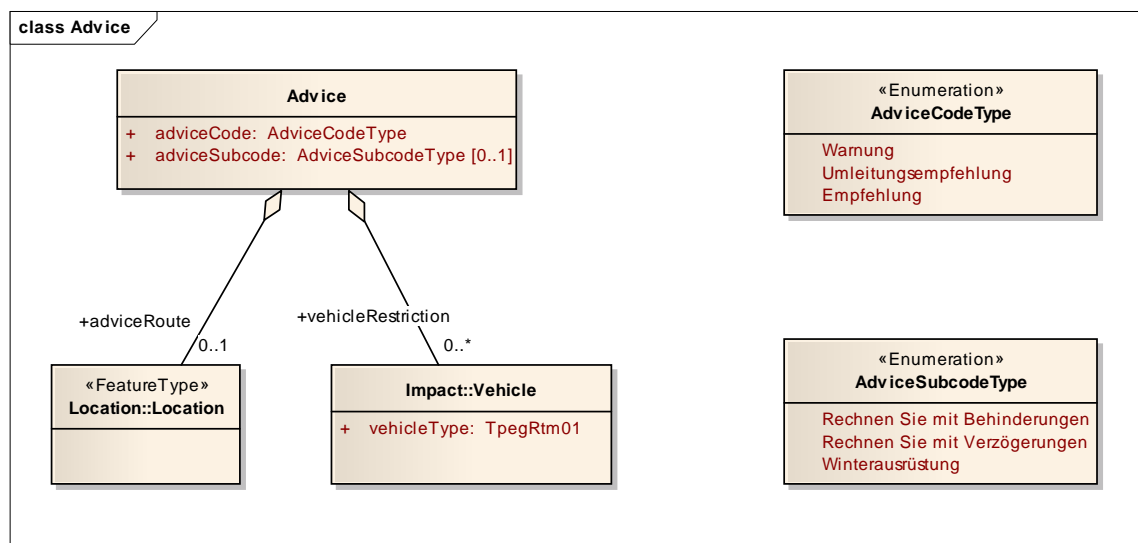 class Advice
Advice
+ adviceCode: AdviceCodeType
+ adviceSubcode: AdviceSubcodeType [0..1]
«Enumeration»
AdviceCodeType
Warnung
Umleitungsempfehlung
Empfehlung
+adviceRoute
0..1
+vehicleRestriction
0..*
«FeatureType»
Location::Location
Impact::Vehicle
+ vehicleType: TpegRtm01
«Enumeration»
AdviceSubcodeType
Rechnen Sie mit Behinderungen
Rechnen Sie mit Verzögerungen
Winterausrüstung